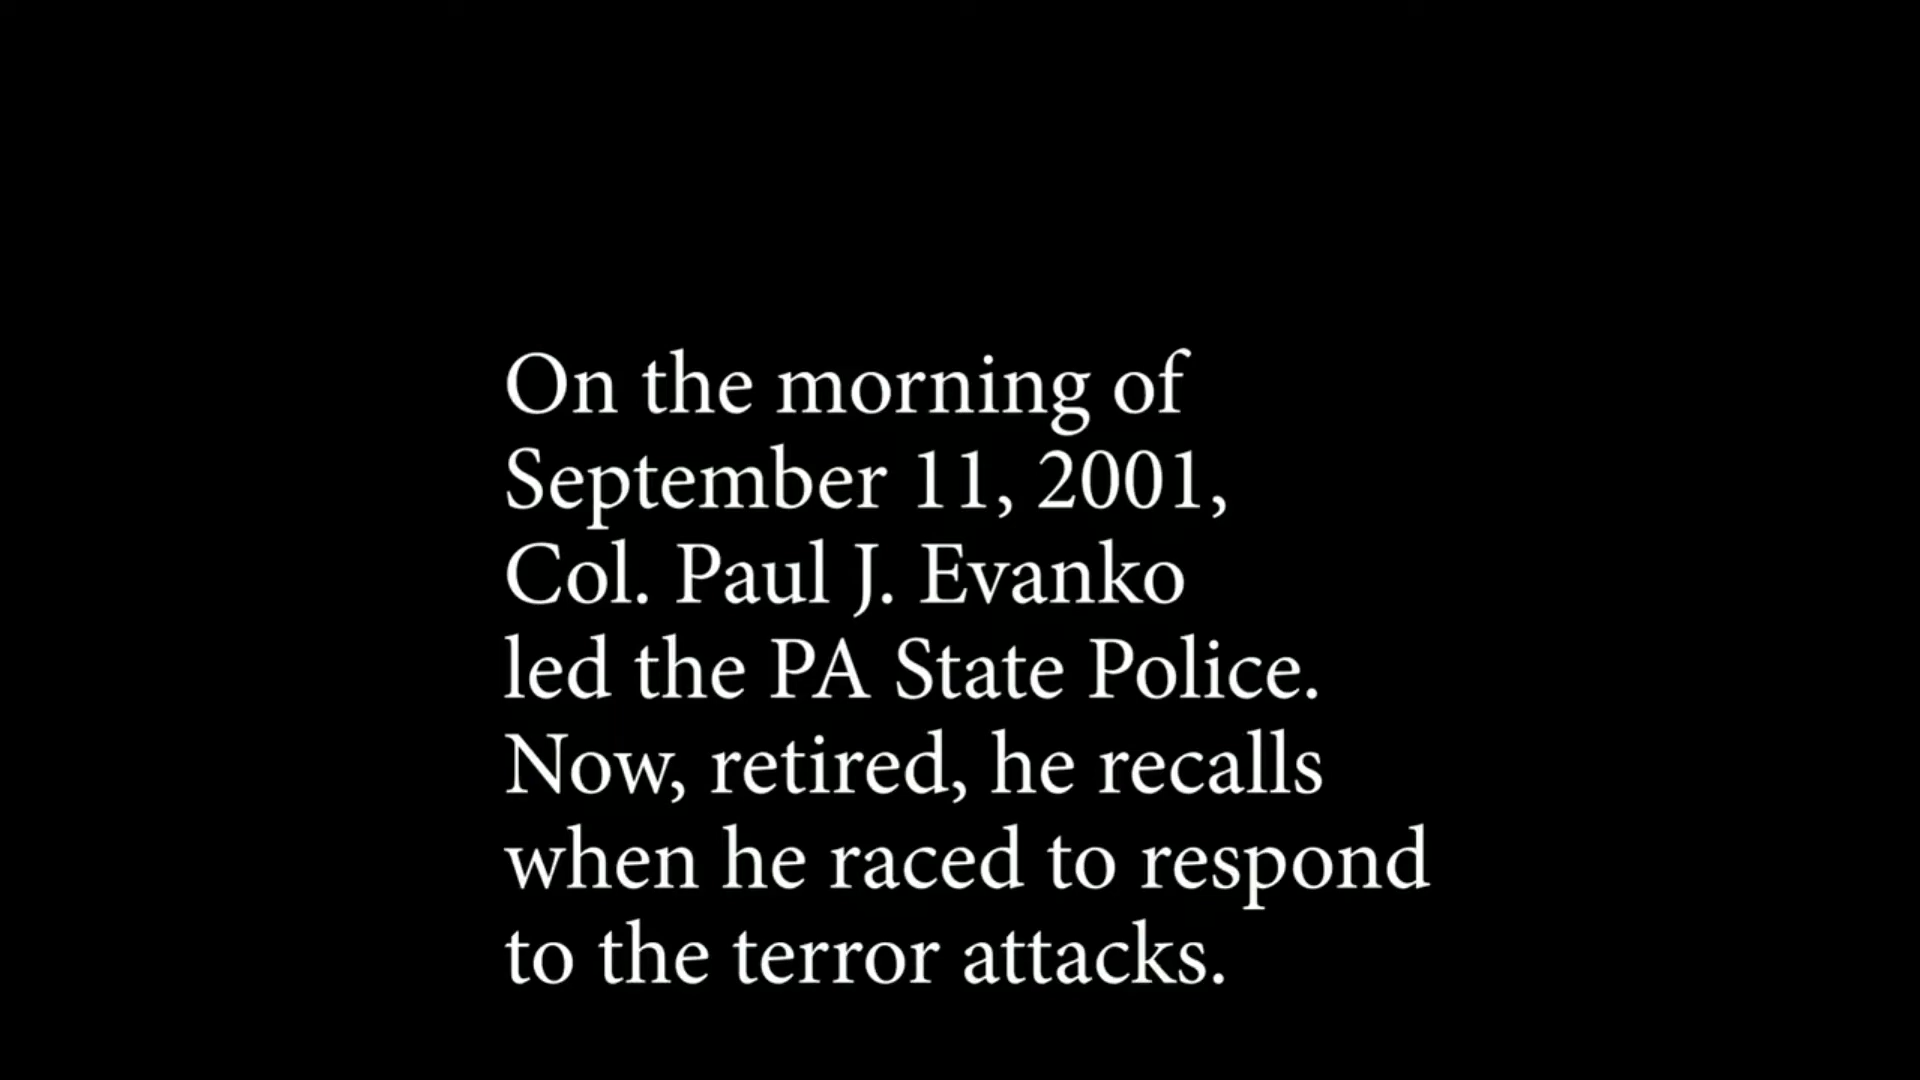 On the morning of
September 11, 2001,
Col. Paul J. Evanko
led the PA State Police.
Now, retired, he recalls
when he raced to respond
to the terror attacks.